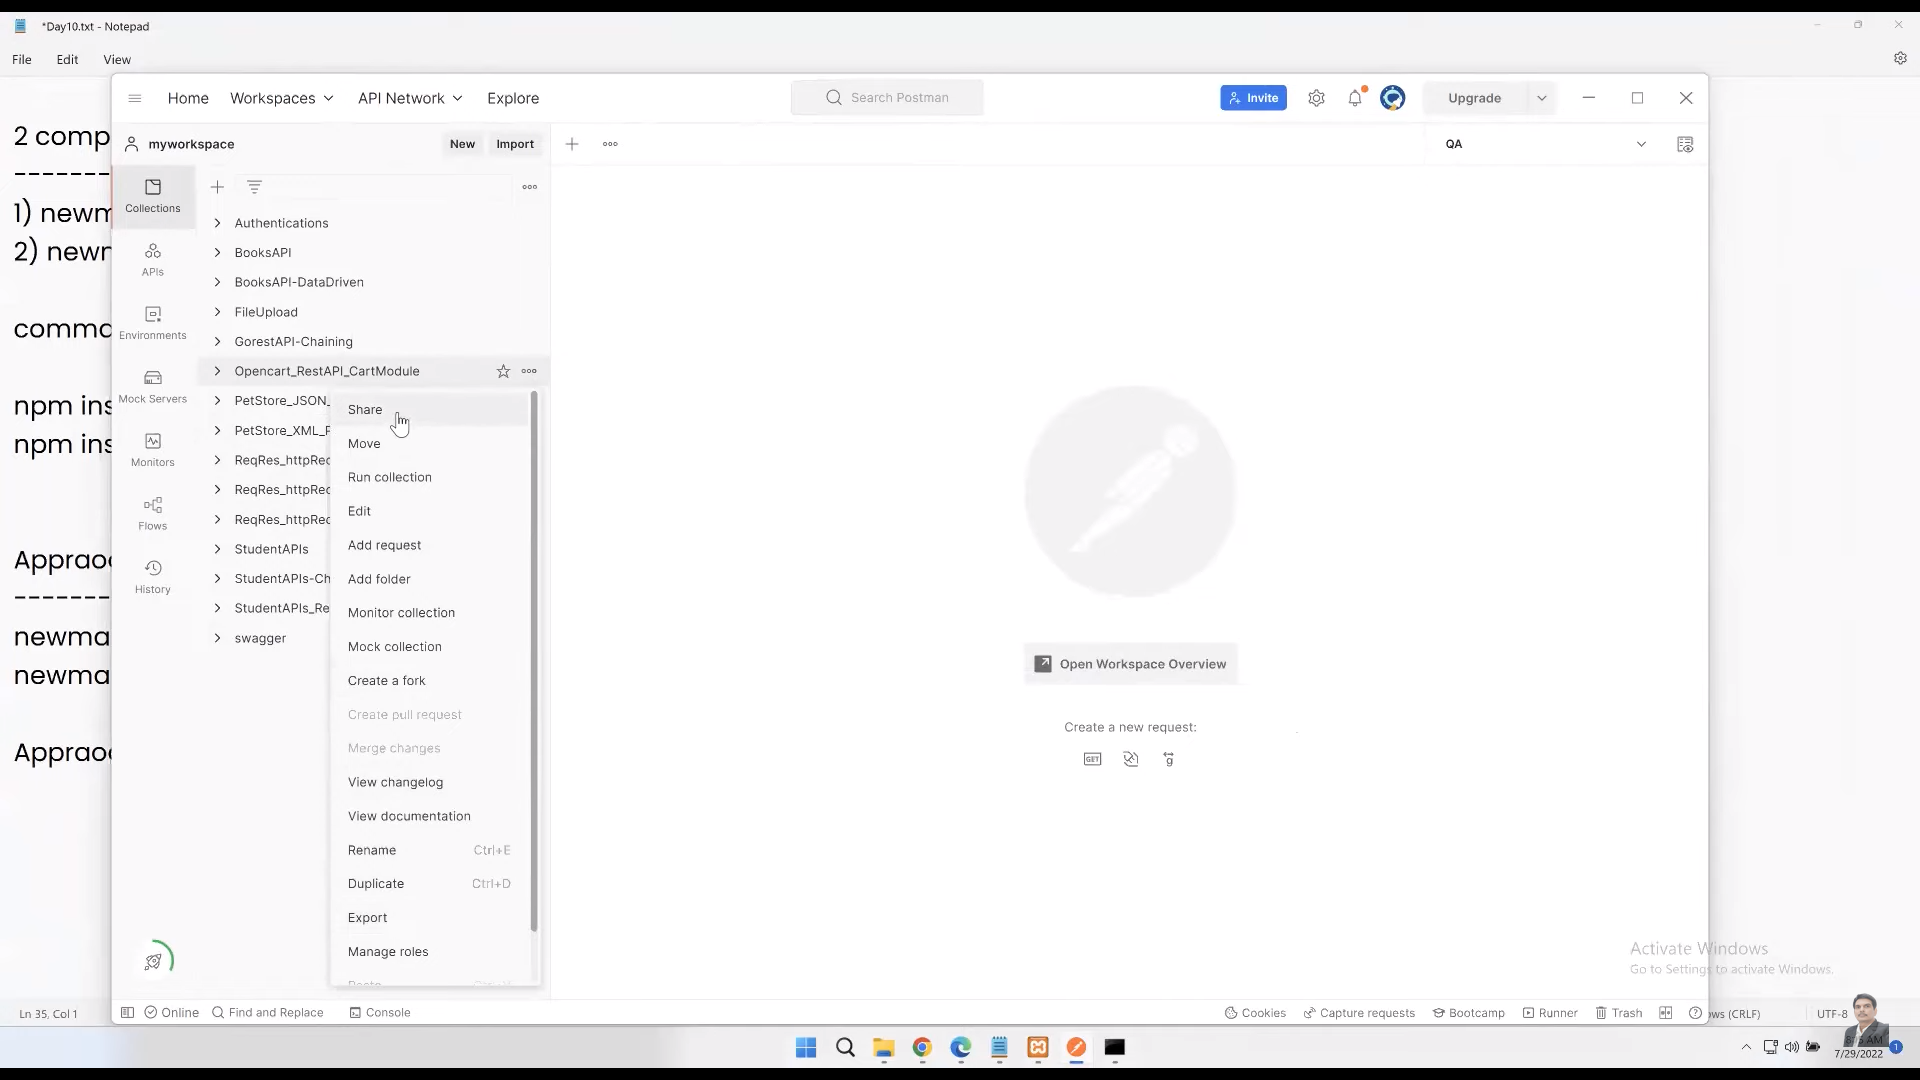 *Day10.txt - Notepad
File Edit View
2 comp
--------
1) newm
2) newn
comma
npm ins
npm ins
Appraoc
--------
newma
newma
Appraoc
Home Workspaces API Network Explore
Search Postman
Invite
Upgrade
myworkspace New Import
QA
Collections
APIs
Environments
Mock Servers
Monitors
Flows
History
Authentications
BooksAPI
BooksAPI-DataDriven
FileUpload
GorestAPI-Chaining
Opencart_RestAPI_CartModule
PetStore_JSON_
PetStore_XML_F
ReqRes_httpRec
ReqRes_httpRec
ReqRes_httpRec
StudentAPIs
StudentAPIs-Ch
StudentAPIs_Re
swagger
Share
Move
Run collection
Edit
Add request
Add folder
Monitor collection
Mock collection
Create a fork
Create pull request
Merge changes
View changelog
View documentation
Rename Ctrl+E
Duplicate Ctrl+D
Export
Manage roles
Open Workspace Overview
Create a new request:
GET
Activate Windows
Go to Settings to activate Windows.
Online Find and Replace Console
Cookies Capture requests Bootcamp Runner Trash
Ln 35, Col 1
ows (CRLF) UTF-8
7/29/2022
1